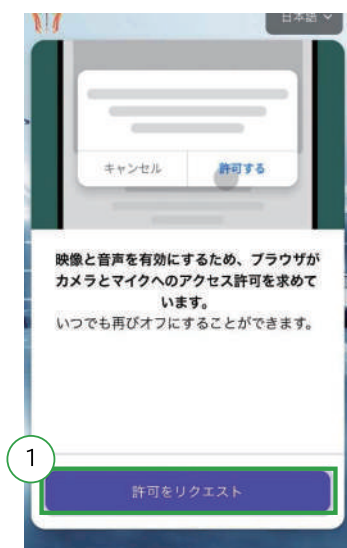 日本語
キャンセル 許可する
映像と音声を有効にするため、ブラウザが
カメラとマイクへのアクセス許可を求めて
います。
いつでも再びオフにすることができます。
1
許可をリクエスト